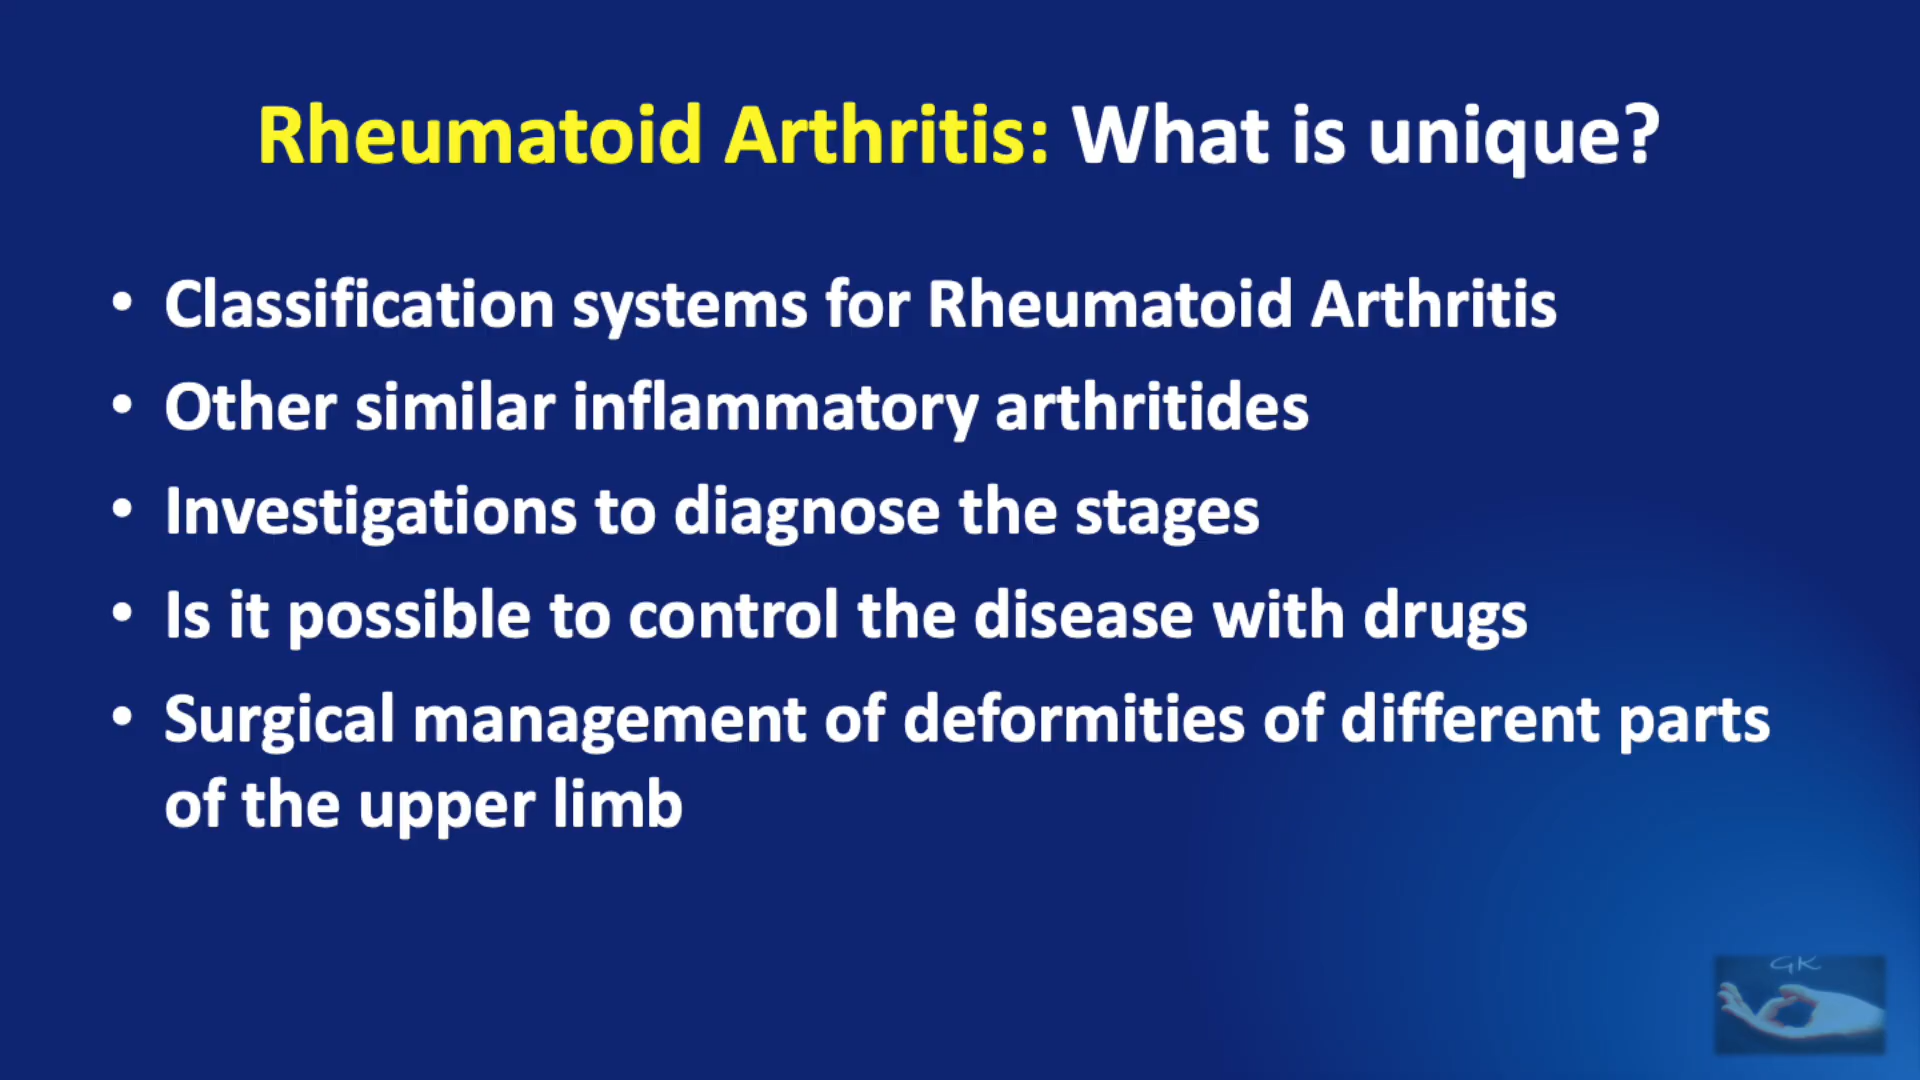 Rheumatoid Arthritis: What is unique?
• Classification systems for Rheumatoid Arthritis
• Other similar inflammatory arthritides
• Investigations to diagnose the stages
• Is it possible to control the disease with drugs
• Surgical management of deformities of different parts
of the upper limb
GK